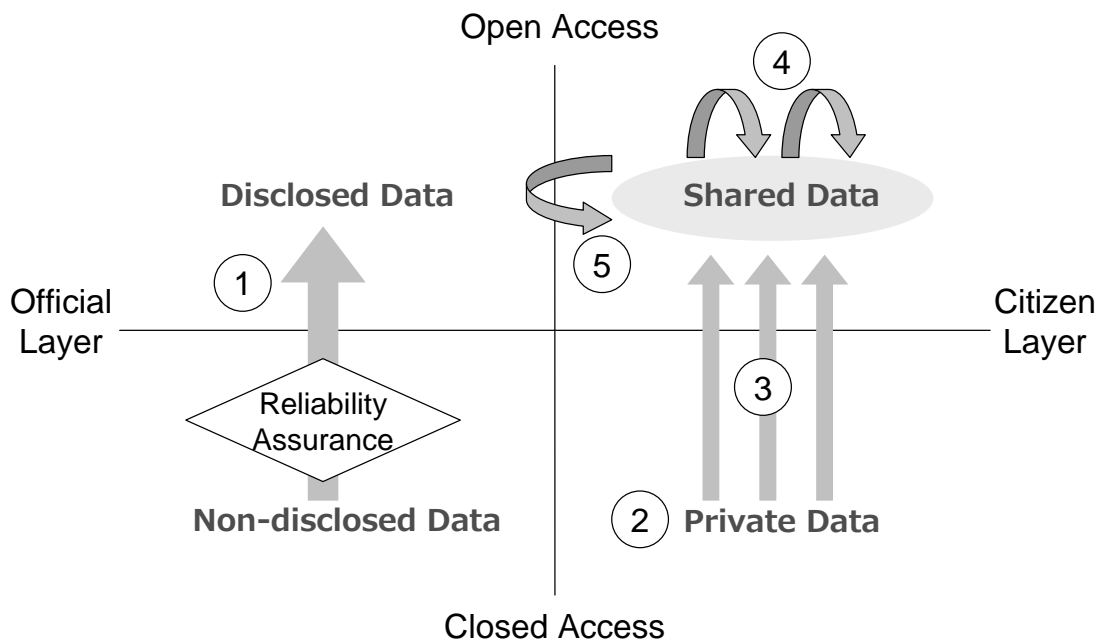 Open Access
4
Disclosed Data
Shared Data
1
5
Official
Layer
Citizen
Layer
3
Reliability
Assurance
Non-disclosed Data
2
Private Data
Closed Access